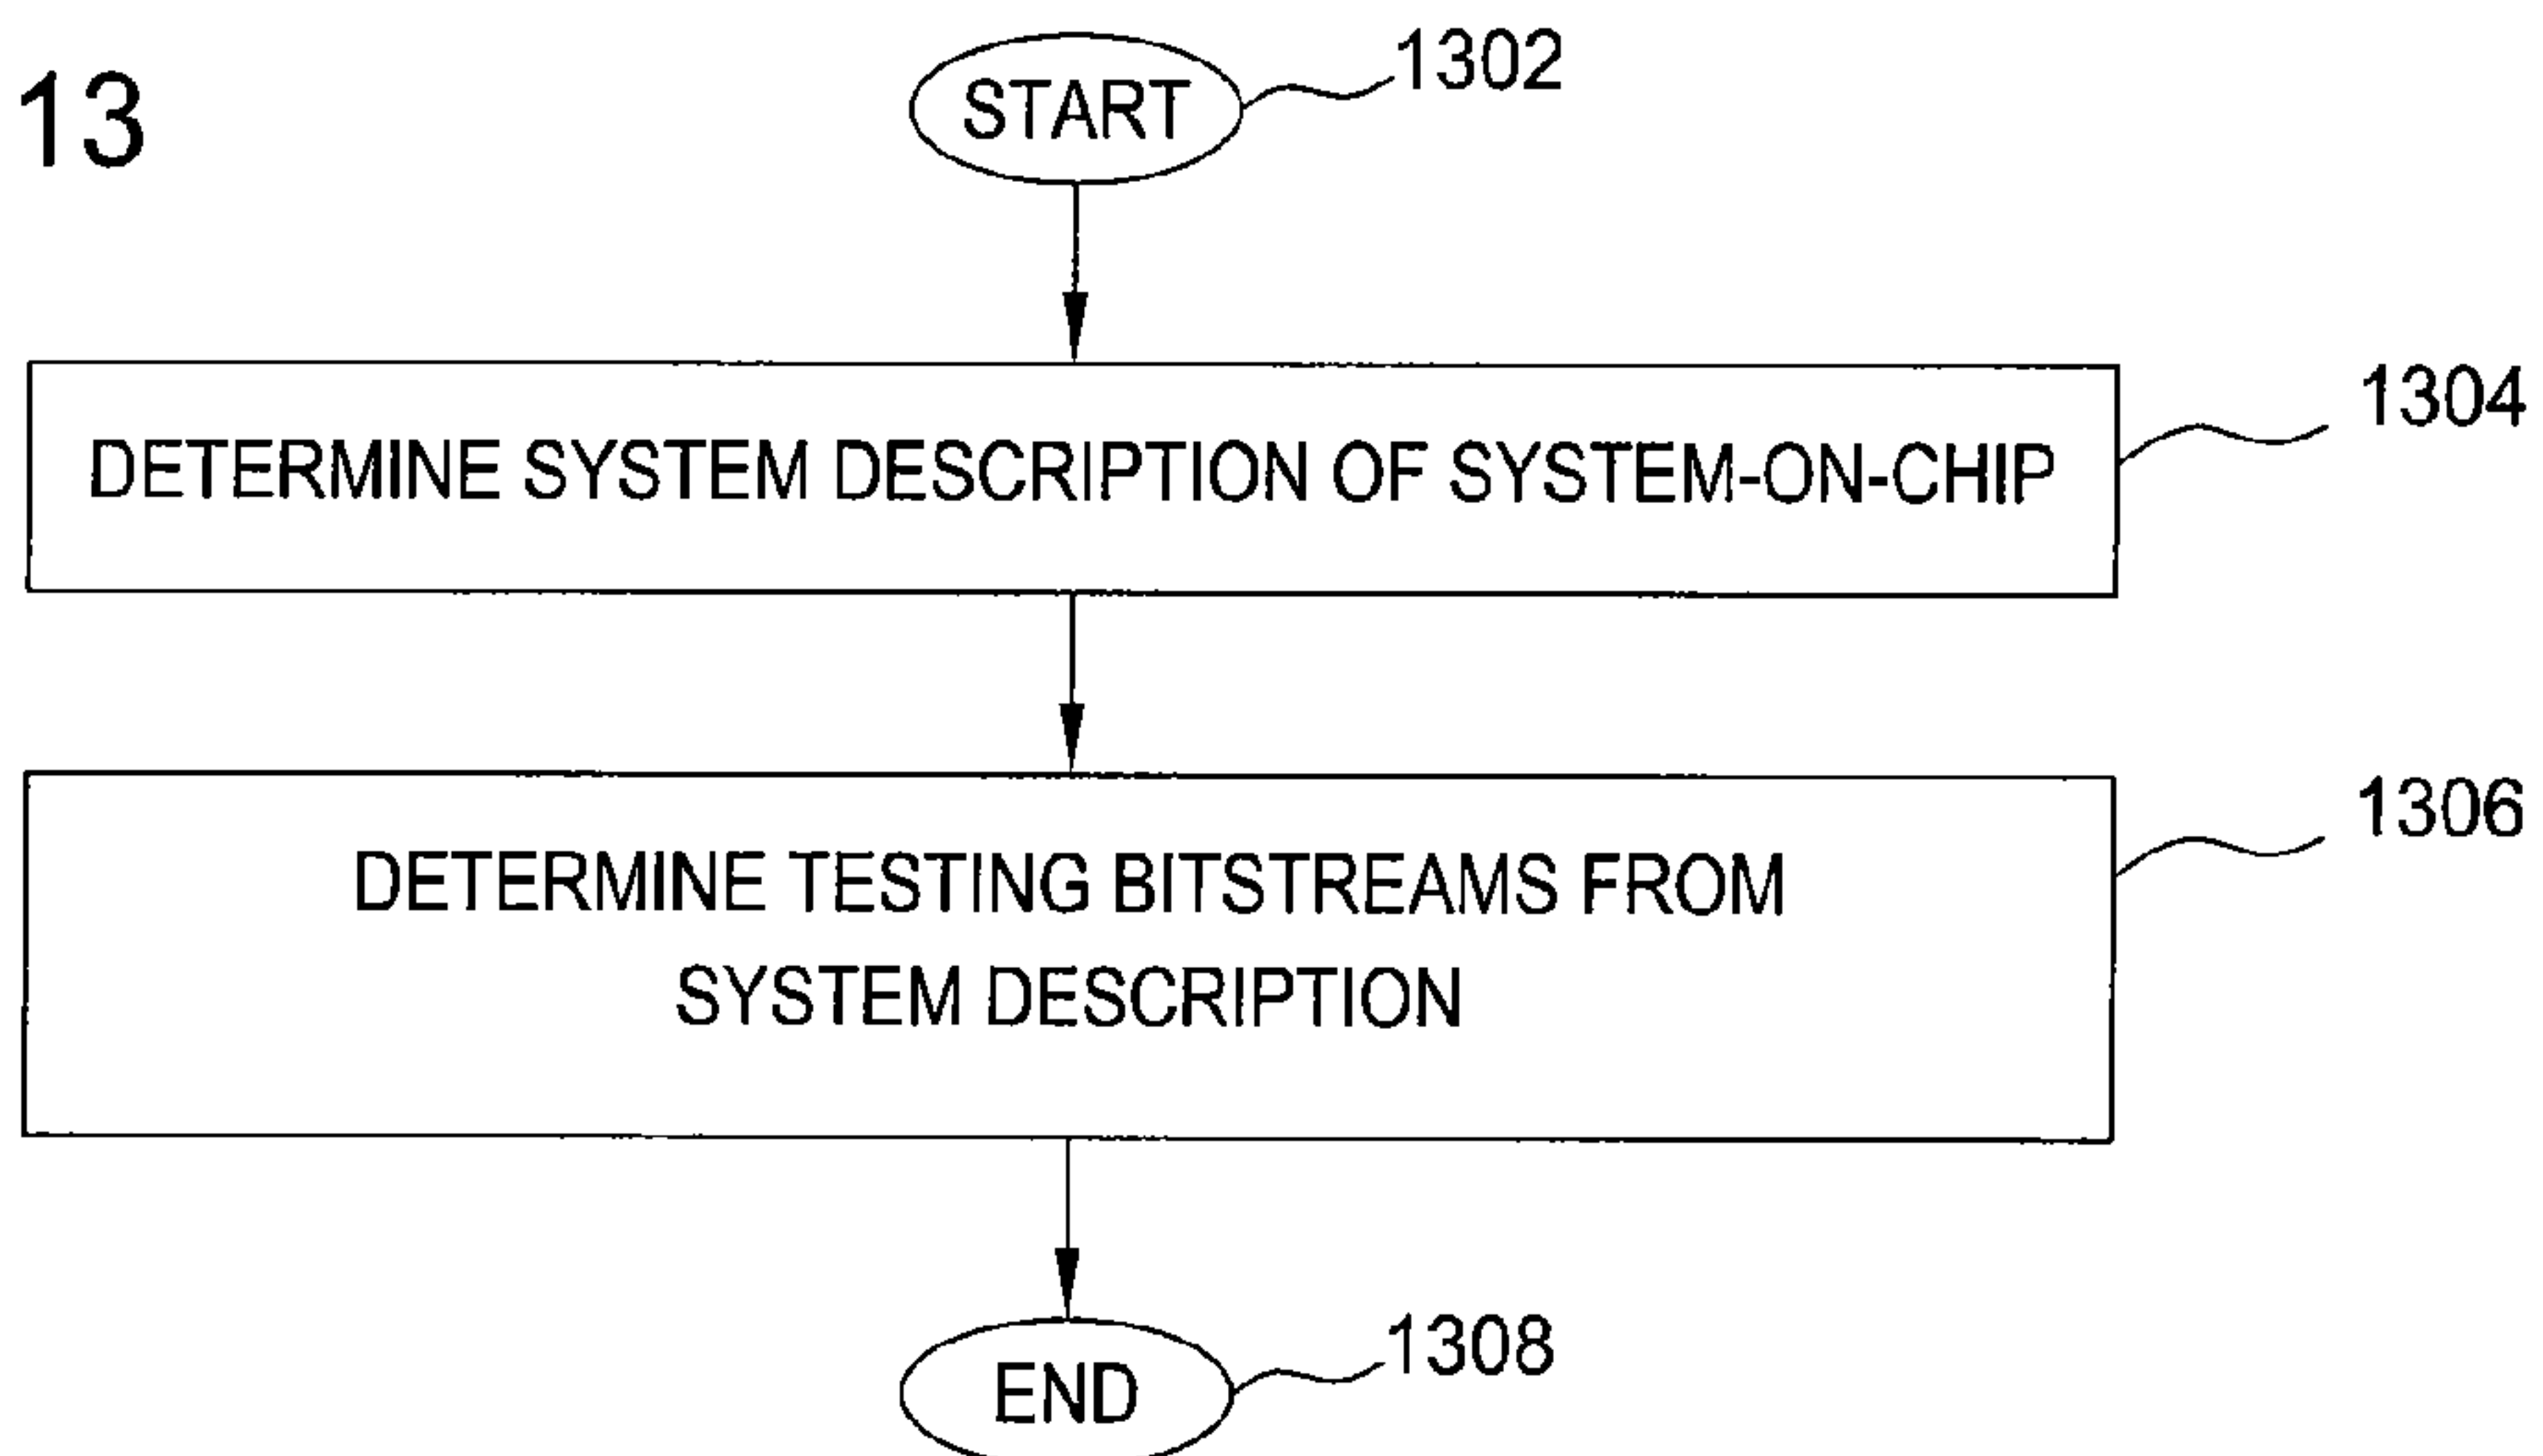 13
START
1302
DETERMINE SYSTEM DESCRIPTION OF SYSTEM-ON-CHIP
1304
DETERMINE TESTING BITSTREAMS FROM
SYSTEM DESCRIPTION
1306
END
1308